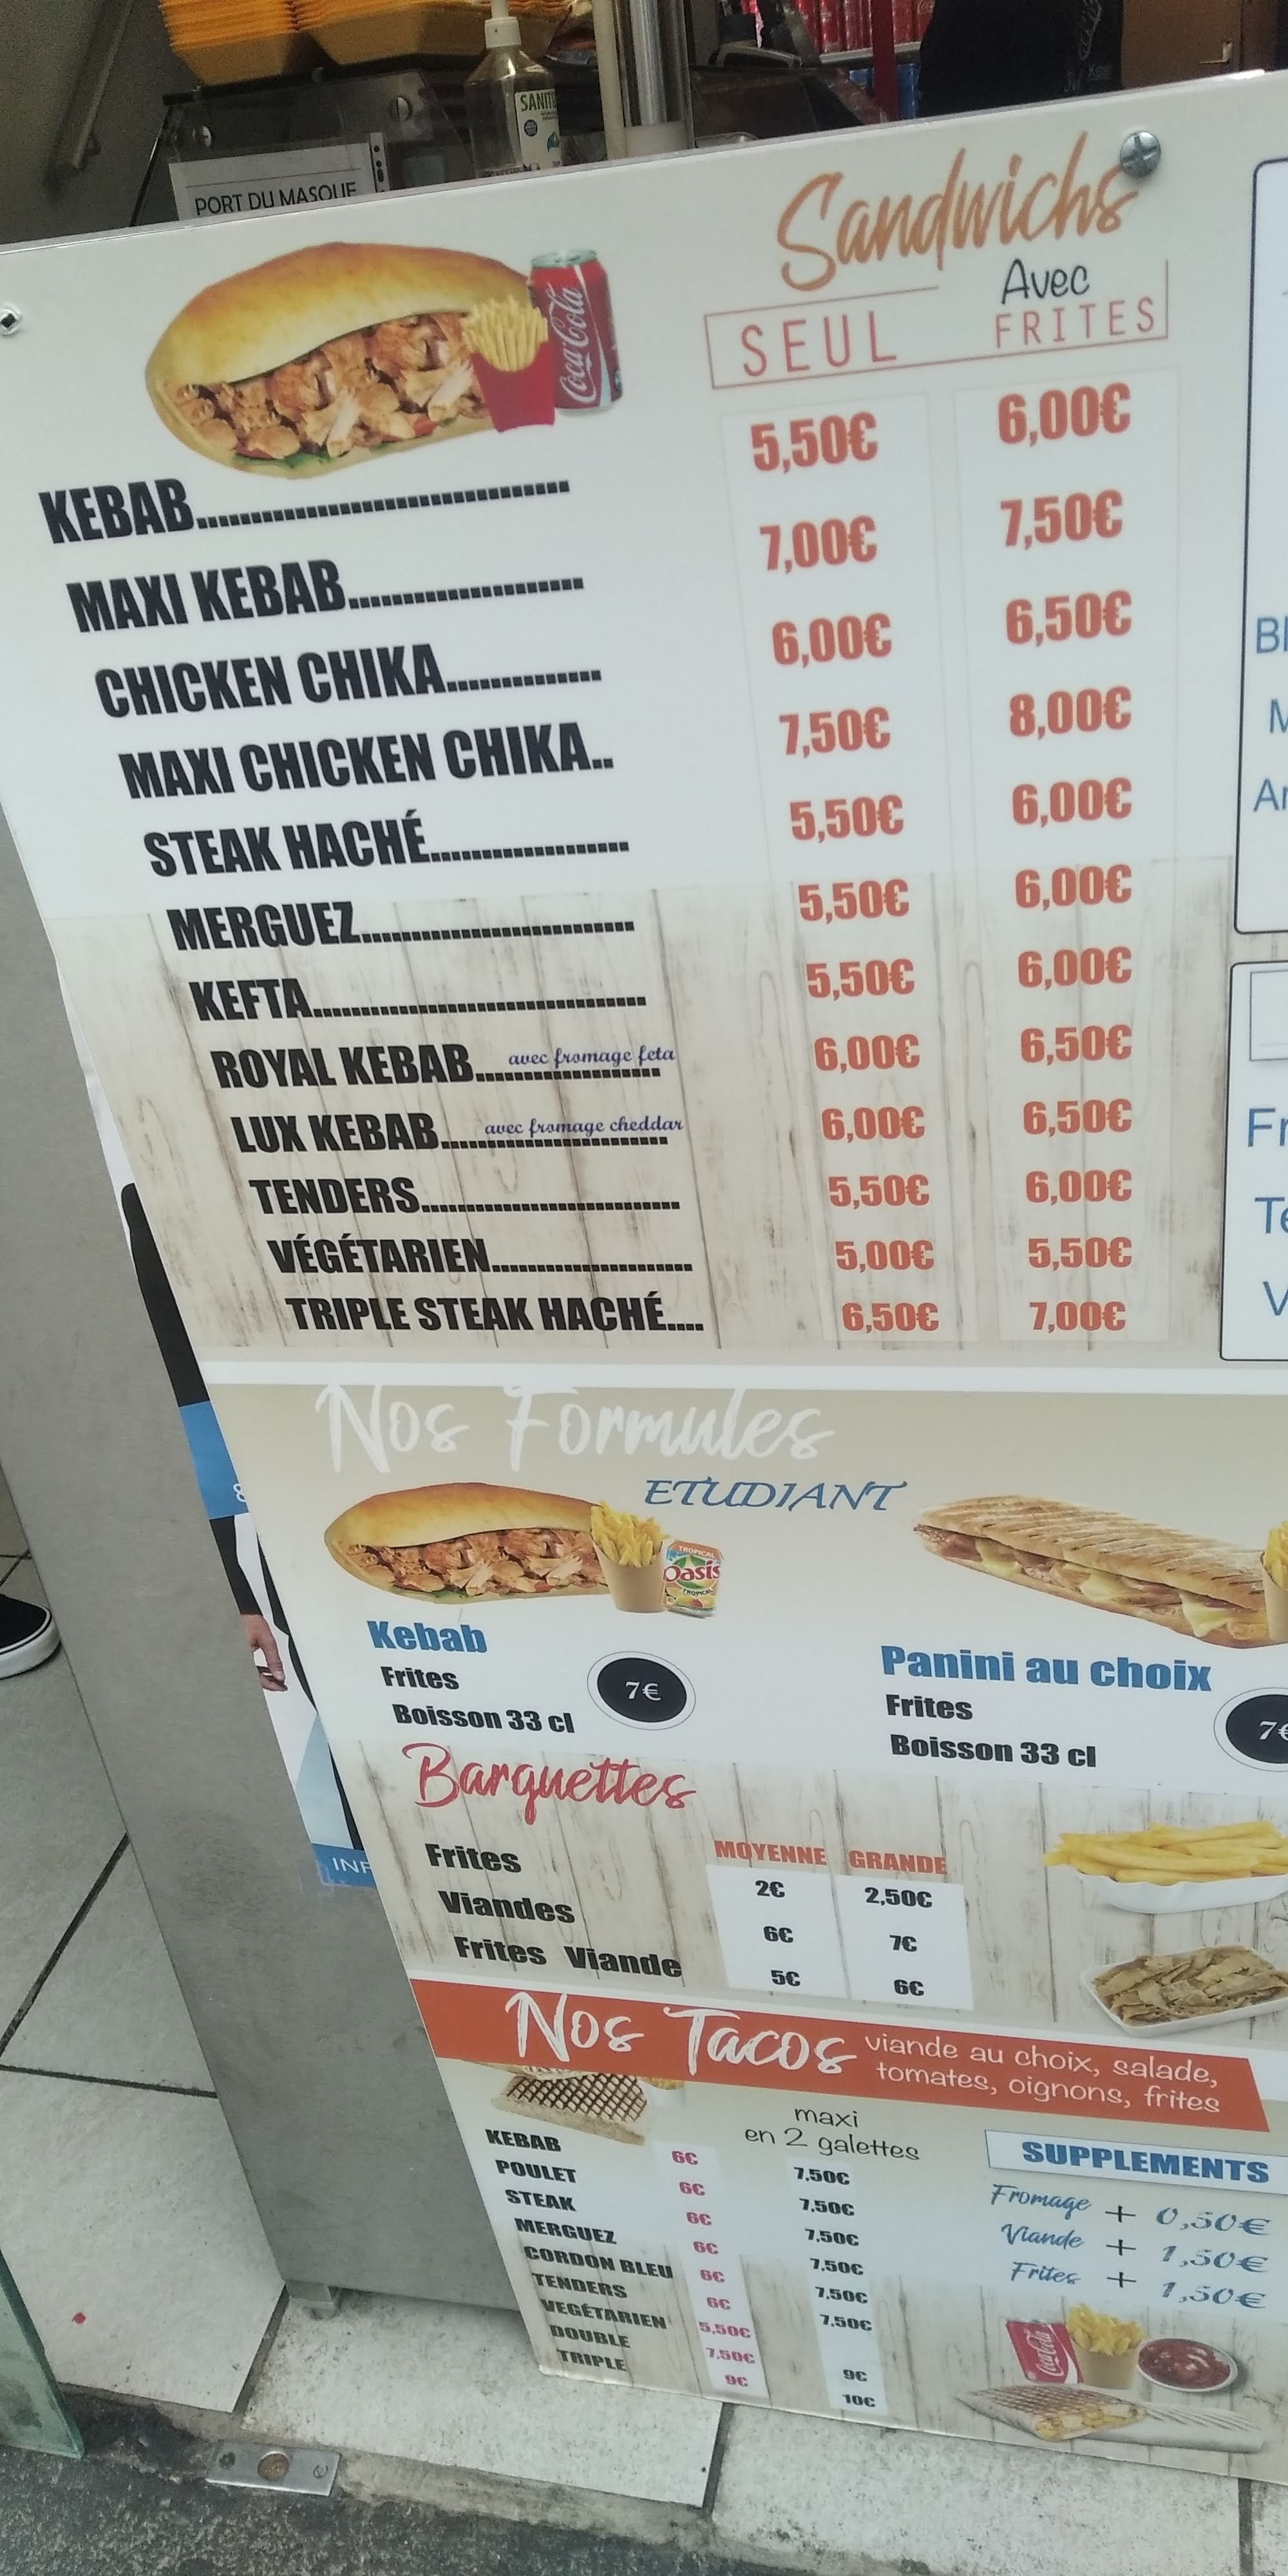 SANIT
PORT DU MASQUE
Sandwichs
SEUL
Avec
FRITES
Coca-Cola
KEBAB.......... 5,50€ 6,00€
MAXI KEBAB.......... 7,00€ 7,50€
CHICKEN CHIKA.......... 6,00€ 6,50€
MAXI CHICKEN CHIKA.. 7,50€ 8,00€
STEAK HACHÉ.......... 5,50€ 6,00€
MERGUEZ.......... 5,50€ 6,00€
KEFTA.......... 5,50€ 6,00€
ROYAL KEBAB.......... avec fromage feta 6,00€ 6,50€
LUX KEBAB.......... avec fromage cheddar 6,00€ 6,50€
TENDERS.......... 5,50€ 6,00€
VÉGÉTARIEN.......... 5,00€ 5,50€
TRIPLE STEAK HACHÉ.... 6,50€ 7,00€
Nos Formules
ETUDIANT
TROPICAL
Oasis
TROPICAL
Kebab
Frites
Boisson 33 cl
7€
Panini au choix
Frites
Boisson 33 cl
7€
Barquettes
MOYENNE GRANDE
Frites 2€ 2,50€
Viandes 6€ 7€
Frites Viande 5€ 6€
Nos Tacos viande au choix, salade,
tomates, oignons, frites
maxi
en 2 galettes
KEBAB 6€ 7,50€
POULET 6€ 7,50€
STEAK 6€ 7,50€
MERGUEZ 6€ 7,50€
CORDON BLEU 6€ 7,50€
TENDERS 6€ 7,50€
VEGÉTARIEN 5,50€
DOUBLE 7,50€ 9€
TRIPLE 9€ 10€
SUPPLEMENTS
Fromage + 0,50€
Viande + 1,50€
Frites + 1,50€
Coca-Cola